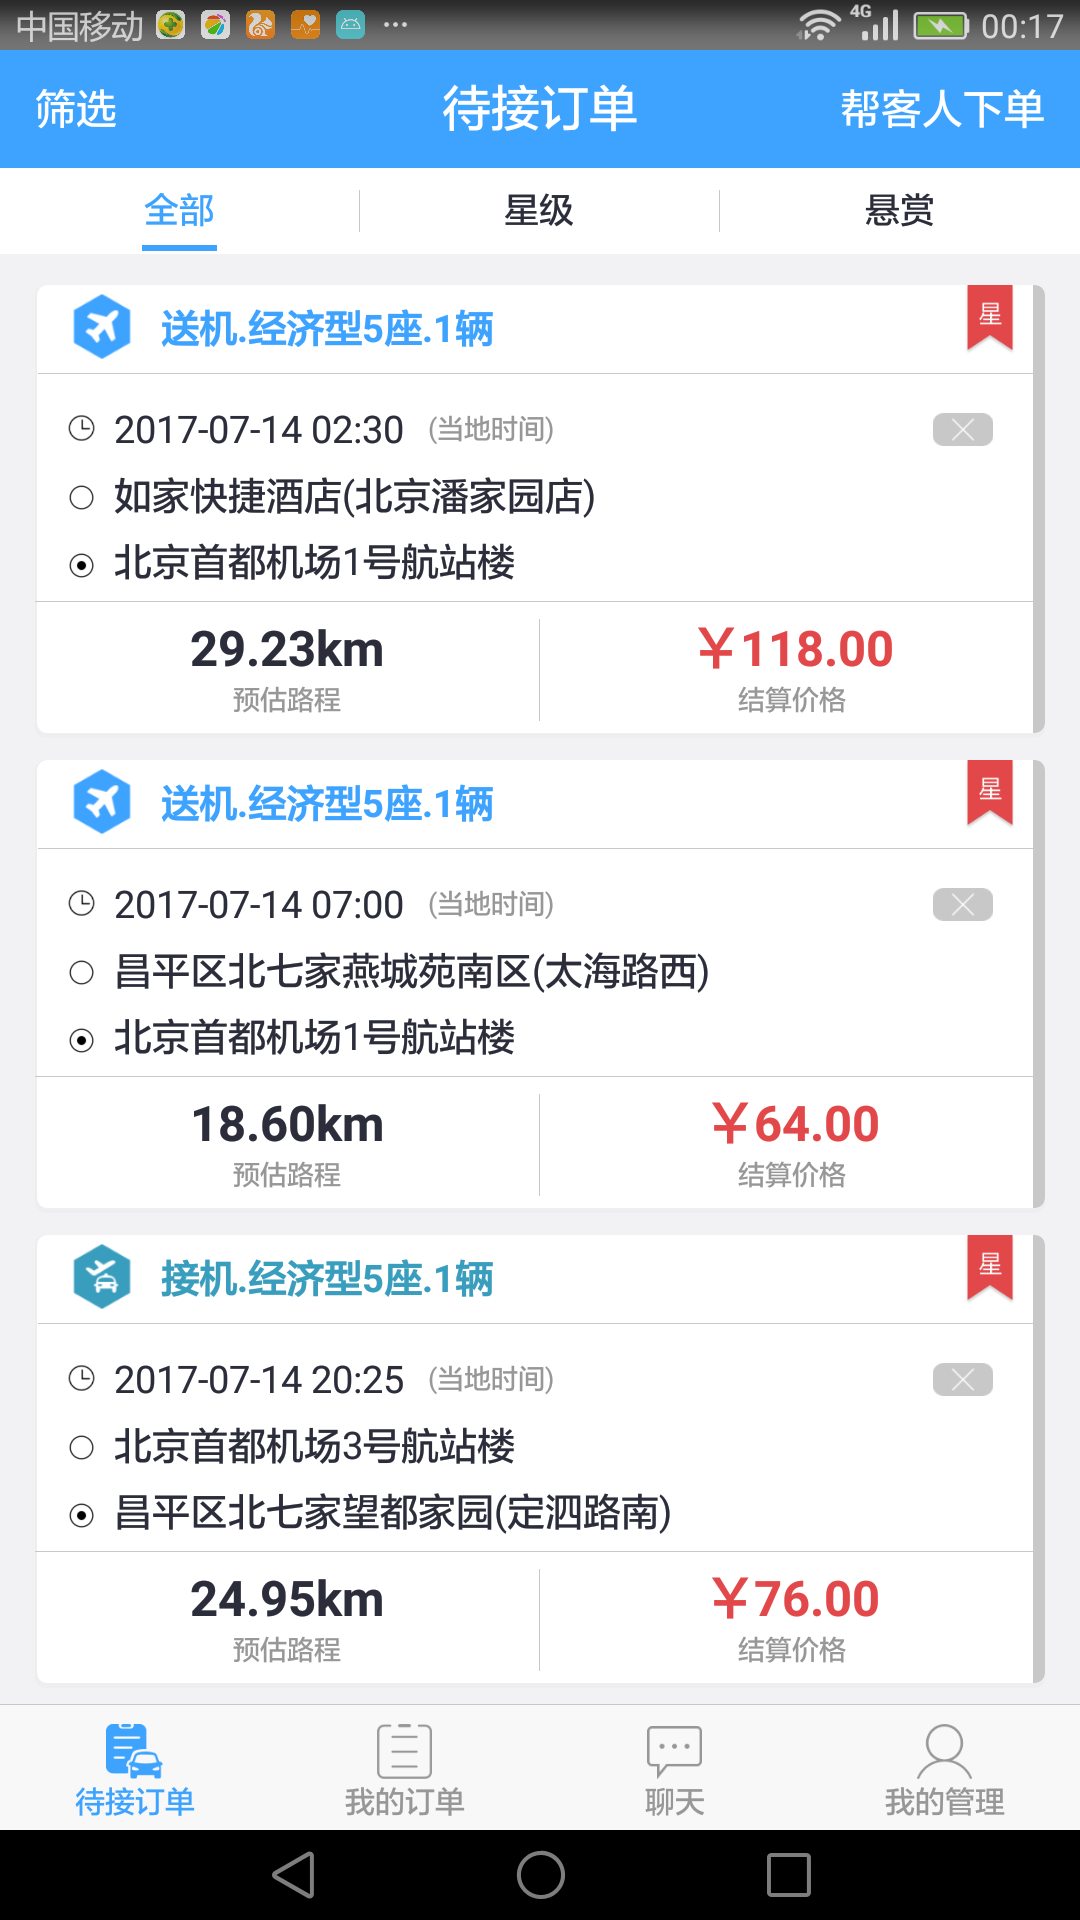 中国移动 4G 00:17
筛选 待接订单 帮客人下单
全部 星级 悬赏
送机.经济型5座.1辆 星
2017-07-14 02:30 (当地时间)
如家快捷酒店(北京潘家园店)
北京首都机场1号航站楼
29.23km ￥118.00
预估路程 结算价格
送机.经济型5座.1辆 星
2017-07-14 07:00 (当地时间)
昌平区北七家燕城苑南区(太海路西)
北京首都机场1号航站楼
18.60km ￥64.00
预估路程 结算价格
接机.经济型5座.1辆 星
2017-07-14 20:25 (当地时间)
北京首都机场3号航站楼
昌平区北七家望都家园(定泗路南)
24.95km ￥76.00
预估路程 结算价格
待接订单 我的订单 聊天 我的管理